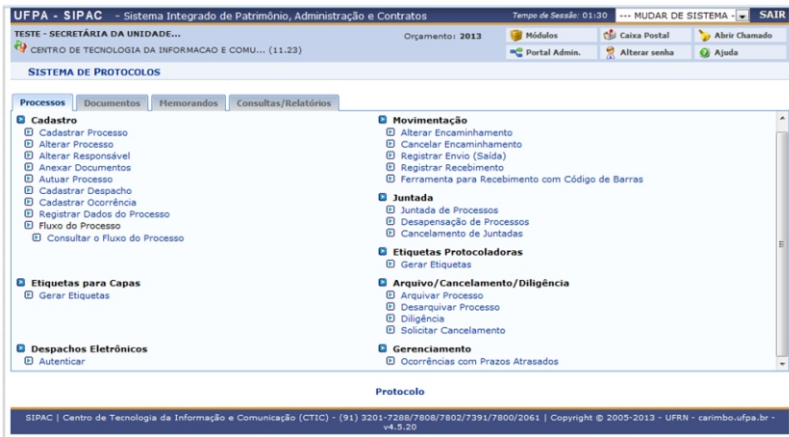 UFPA - SIPAC - Sistema Integrado de Patrimônio, Administração e Contratos
Tempo de Sessão: 01:30
--- MUDAR DE SISTEMA -
SAIR
TESTE - SECRETÁRIA DA UNIDADE...
CENTRO DE TECNOLOGIA DA INFORMACAO E COMU... (11.23)
Orçamento: 2013
Módulos
Caixa Postal
Abrir Chamado
Portal Admin.
Alterar senha
Ajuda
SISTEMA DE PROTOCOLOS
Processos
Documentos
Memorandos
Consultas/Relatórios
Cadastro
Cadastrar Processo
Alterar Processo
Alterar Responsável
Anexar Documentos
Autuar Processo
Cadastrar Despacho
Cadastrar Ocorrência
Registrar Dados do Processo
Fluxo do Processo
Consultar o Fluxo do Processo
Etiquetas para Capas
Gerar Etiquetas
Despachos Eletrônicos
Autenticar
Movimentação
Alterar Encaminhamento
Cancelar Encaminhamento
Registrar Envio (Saída)
Registrar Recebimento
Ferramenta para Recebimento com Código de Barras
Juntada
Juntada de Processos
Desapensação de Processos
Cancelamento de Juntadas
Etiquetas Protocoladoras
Gerar Etiquetas
Arquivo/Cancelamento/Diligência
Arquivar Processo
Desarquivar Processo
Diligência
Solicitar Cancelamento
Gerenciamento
Ocorrências com Prazos Atrasados
Protocolo
SIPAC | Centro de Tecnologia da Informação e Comunicação (CTIC) - (91) 3201-7288/7808/7802/7391/7800/2061 | Copyright © 2005-2013 - UFRN - carimbo.ufpa.br -
v4.5.20